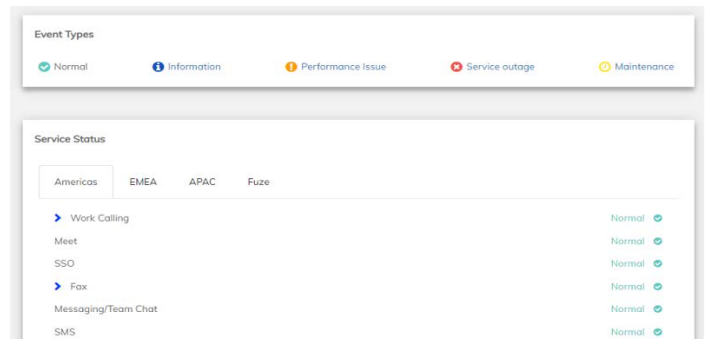 Event Types
Normal Information Performance Issue Service outage Maintenance
Service Status
Americas EMEA APAC Fuze
Work Calling Normal
Meet Normal
SSO Normal
Fax Normal
Messaging/Team Chat Normal
SMS Normal